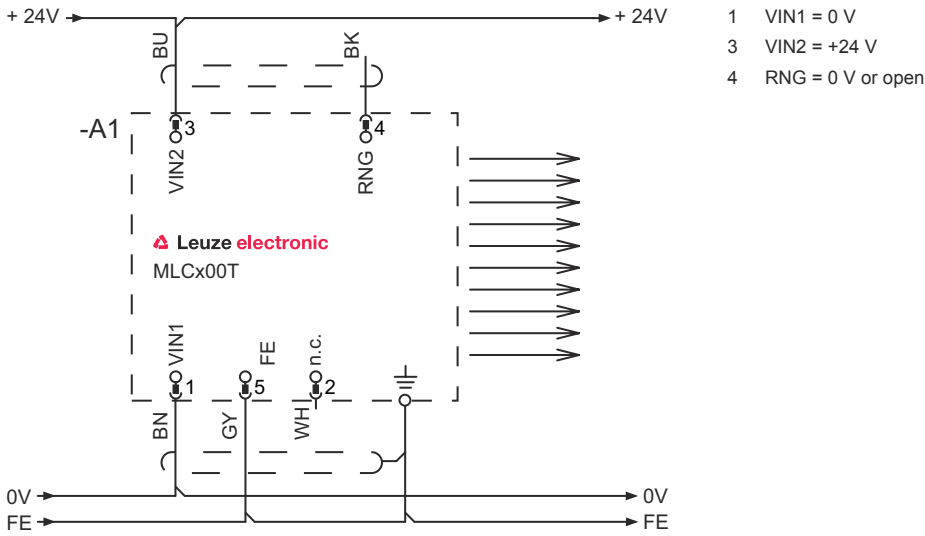 + 24V
+ 24V
1 VIN1 = 0 V
3 VIN2 = +24 V
4 RNG = 0 V or open
BU
BK
-A1
3
4
VIN2
RNG
Leuze electronic
MLCx00T
VIN1
FE
n.c.
1
5
2
BN
GY
WH
0V
0V
FE
FE